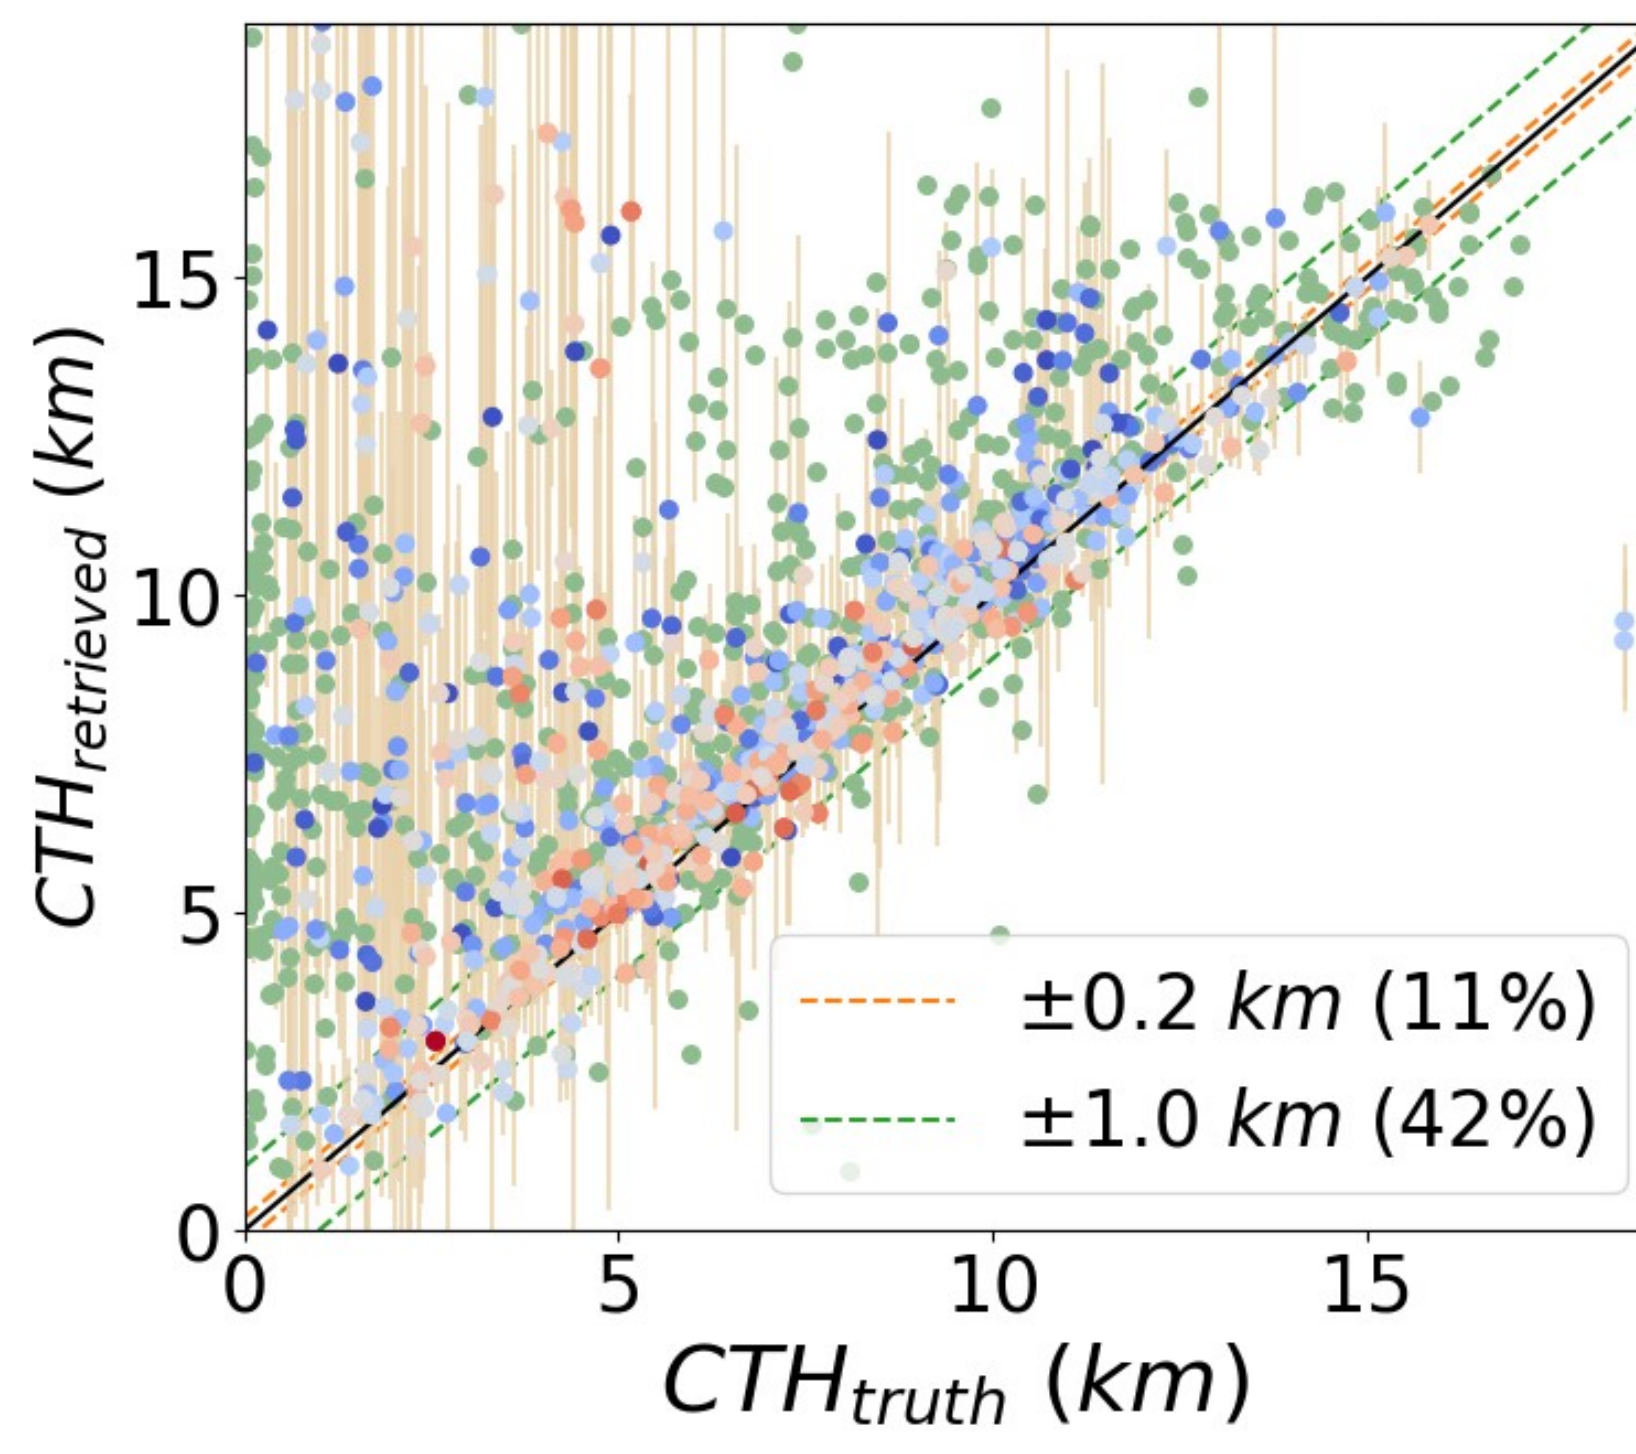 CTH_retrieved (km)
15
10
5
0
±0.2 km (11%)
±1.0 km (42%)
0 5 10 15
CTH_truth (km)